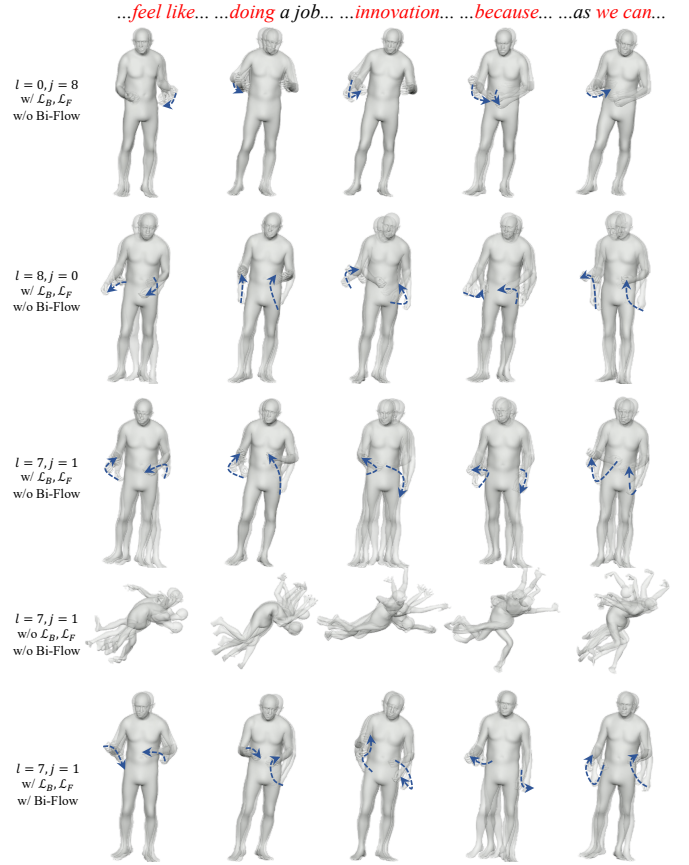 ...feel like... ...doing a job... ...innovation... ...because... ...as we can...
l = 0, j = 8
w/ ℒ_B, ℒ_F
w/o Bi-Flow
l = 8, j = 0
w/ ℒ_B, ℒ_F
w/o Bi-Flow
l = 7, j = 1
w/ ℒ_B, ℒ_F
w/o Bi-Flow
l = 7, j = 1
w/o ℒ_B, ℒ_F
w/o Bi-Flow
l = 7, j = 1
w/ ℒ_B, ℒ_F
w/ Bi-Flow